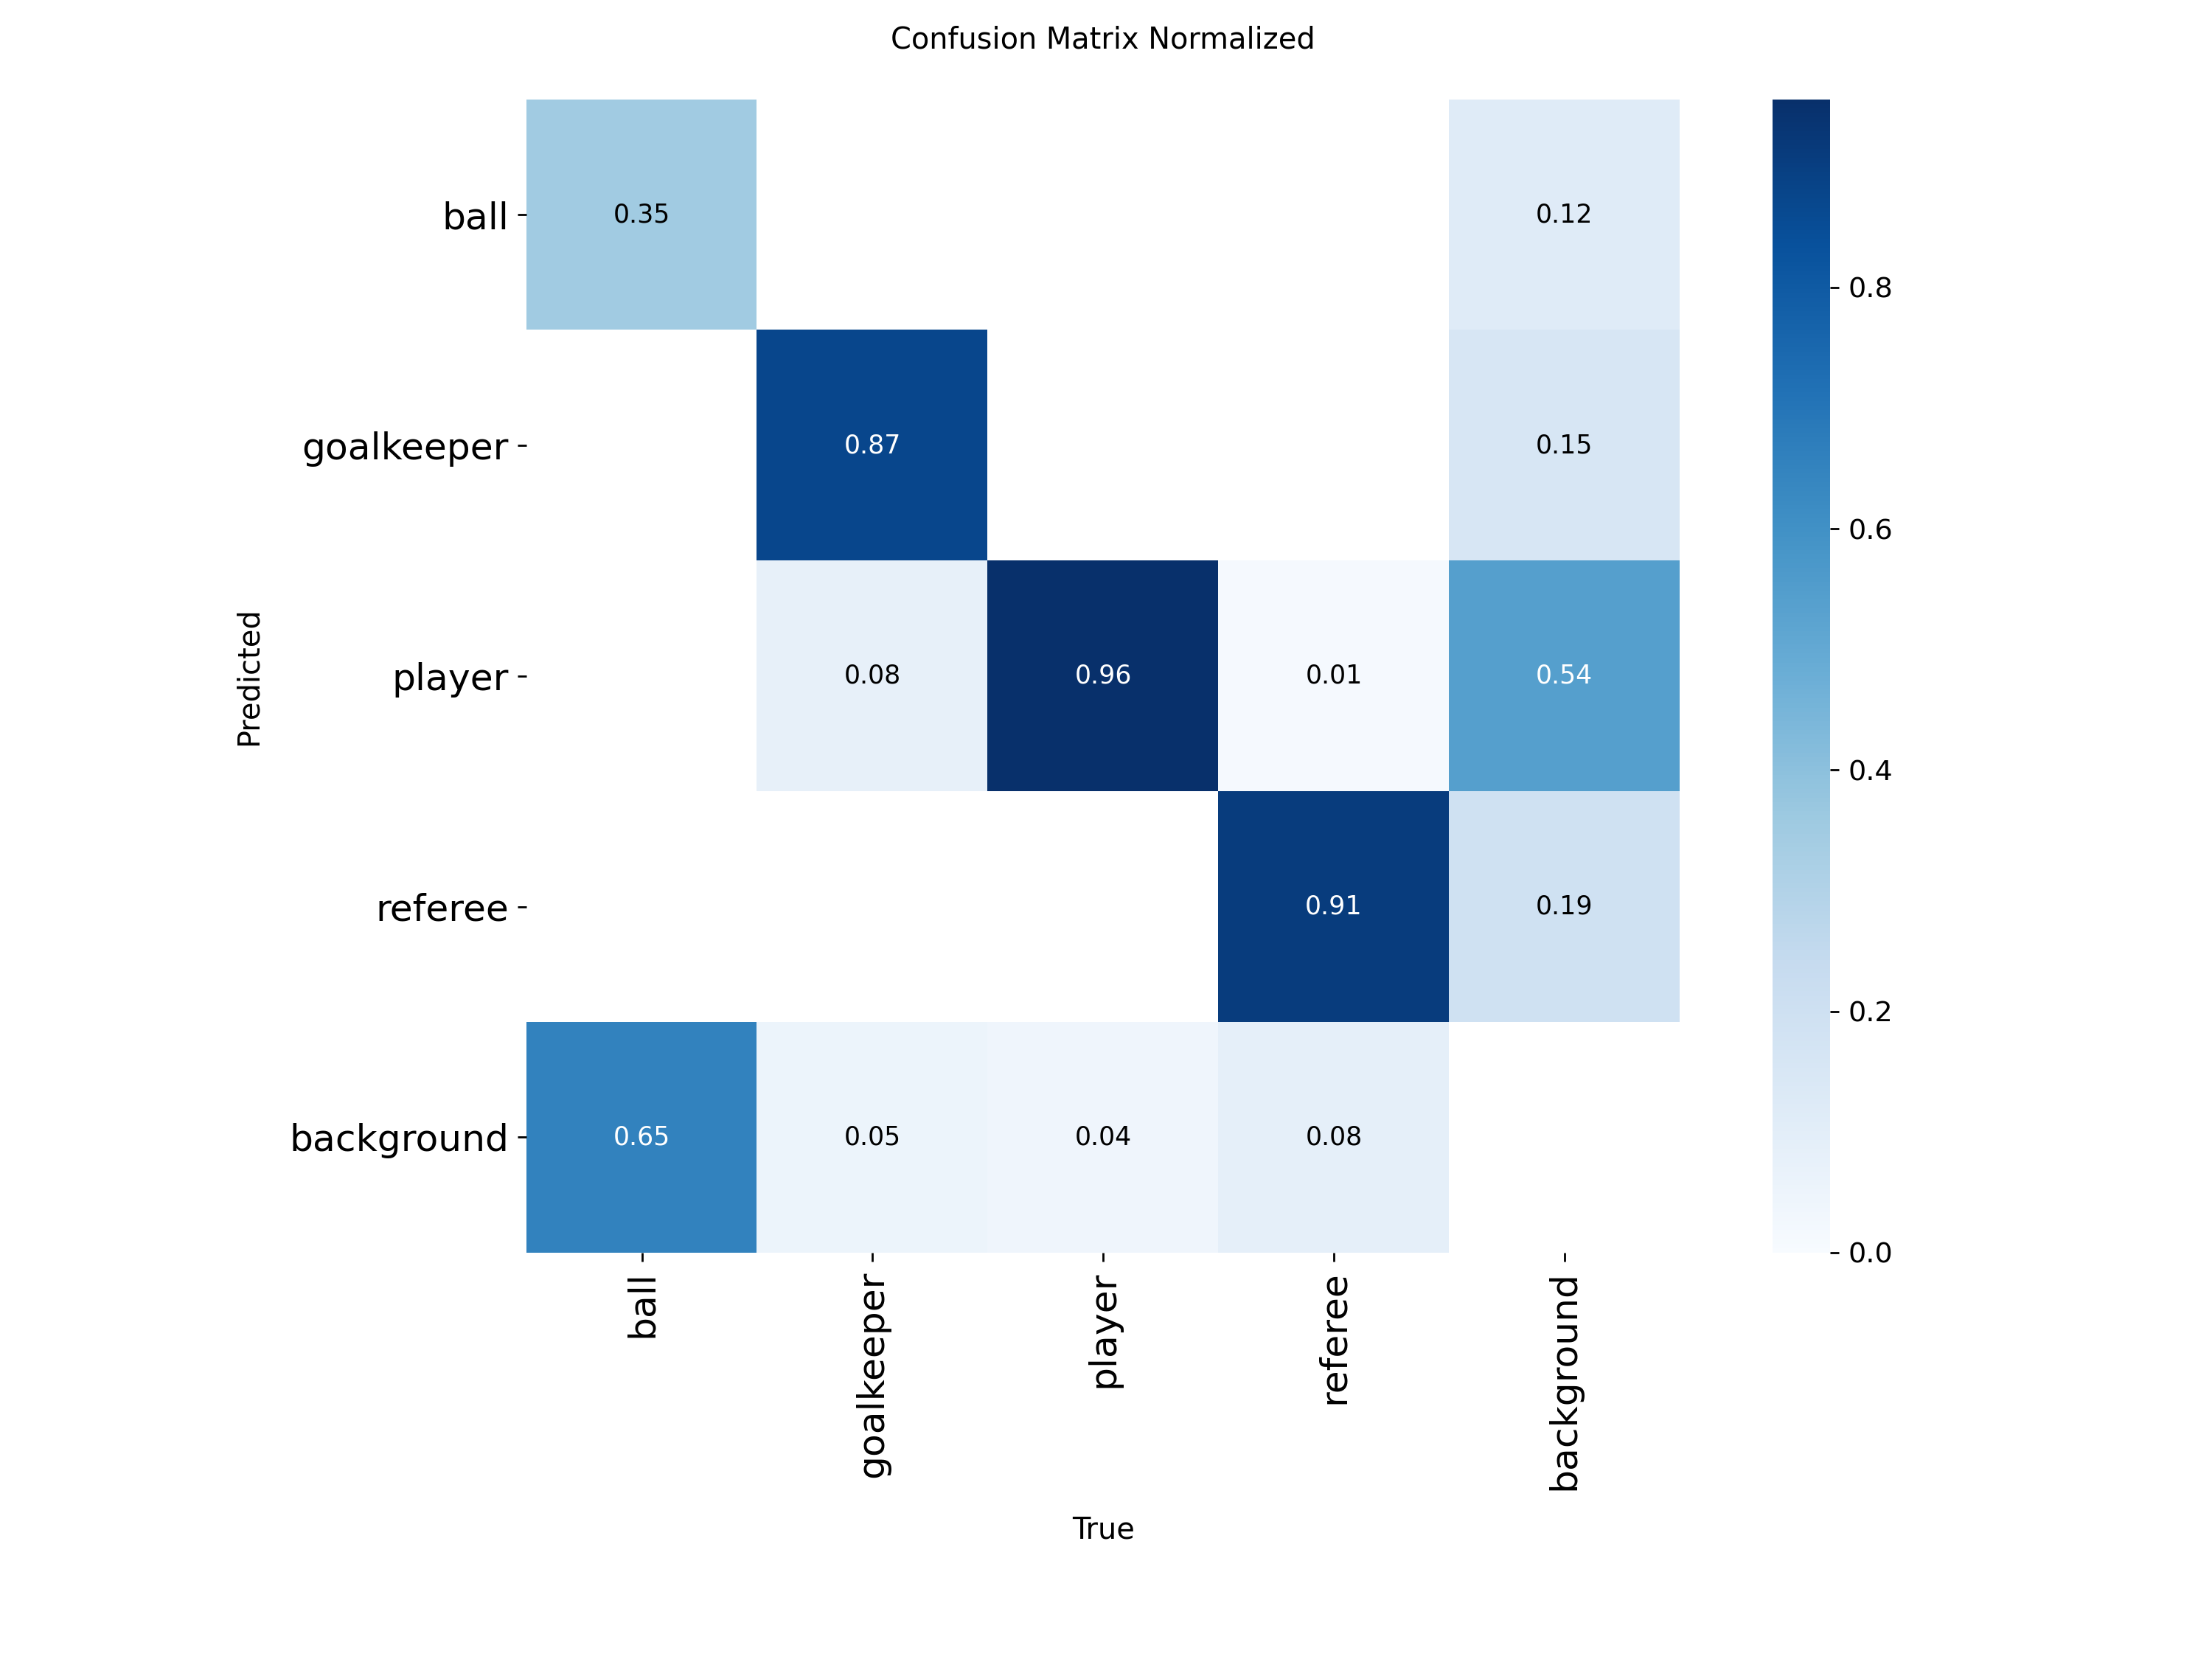 Confusion Matrix Normalized
ball
0.35
0.12
0.8
goalkeeper
0.87
0.15
0.6
Predicted
player
0.08
0.96
0.01
0.54
0.4
referee
0.91
0.19
0.2
background
0.65
0.05
0.04
0.08
0.0
ball
goalkeeper
player
referee
background
True